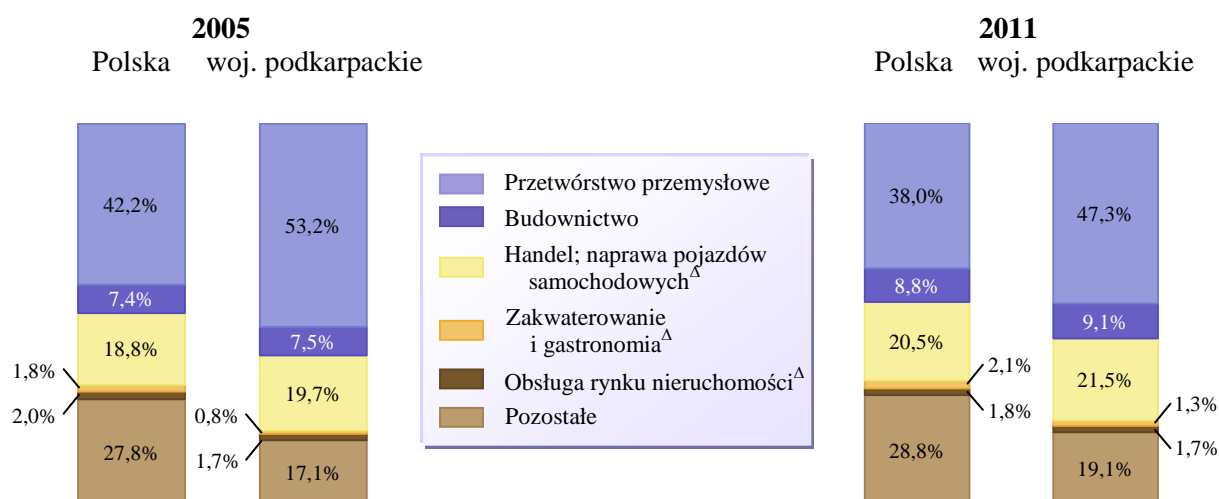 2005
Polska woj. podkarpackie
42,2%
7,4%
18,8%
1,8%
2,0%
27,8%
53,2%
7,5%
19,7%
0,8%
1,7%
17,1%
Przetwórstwo przemysłowe
Budownictwo
Handel; naprawa pojazdów
samochodowych Δ
Zakwaterowanie
i gastronomia Δ
Obsługa rynku nieruchomości Δ
Pozostałe
2011
Polska woj. podkarpackie
38,0%
8,8%
20,5%
2,1%
1,8%
28,8%
47,3%
9,1%
21,5%
1,3%
1,7%
19,1%